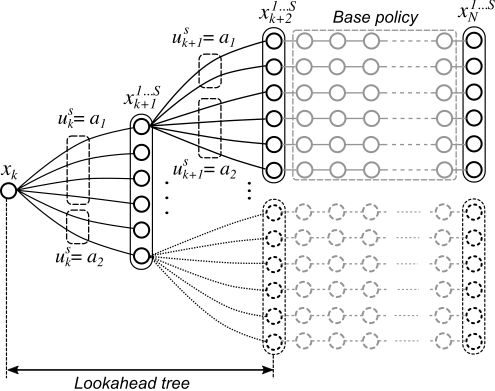 x_{k+2}^{1...S}
Base policy
x_N^{1...S}
u_{k+1}^s = a_1
x_{k+1}^{1...S}
u_k^s = a_1
u_{k+1}^s = a_2
x_k
u_k^s = a_2
Lookahead tree